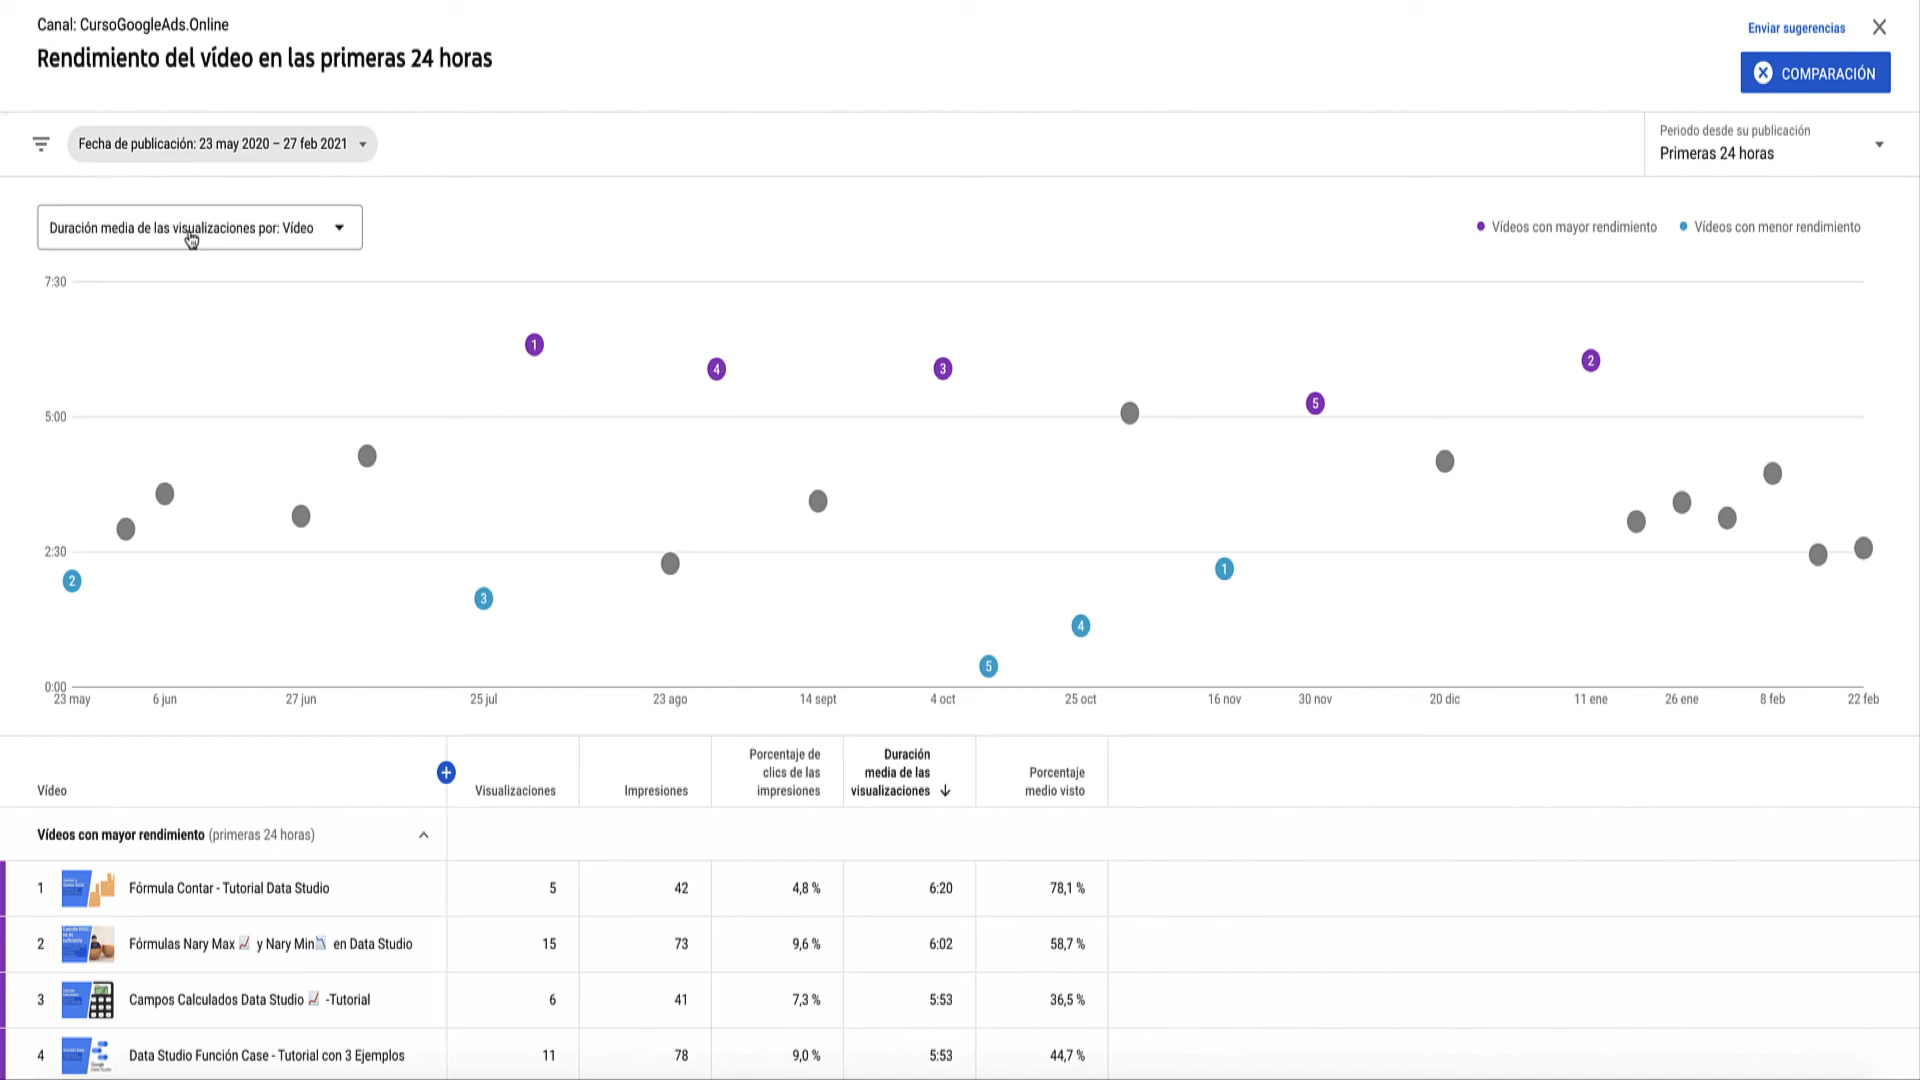 Canal: CursoGoogleAds.Online
Rendimiento del vídeo en las primeras 24 horas
Enviar sugerencias
COMPARACIÓN
Fecha de publicación: 23 may 2020 – 27 feb 2021
Periodo desde su publicación
Primeras 24 horas
Duración media de las visualizaciones por: Vídeo
Vídeos con mayor rendimiento
Vídeos con menor rendimiento
7:30
1
4
3
2
5
5:00
2:30
2
3
1
4
5
0:00
23 may
6 jun
27 jun
25 jul
23 ago
14 sept
4 oct
25 oct
16 nov
30 nov
20 dic
11 ene
26 ene
8 feb
22 feb
Vídeo
Visualizaciones
Impresiones
Porcentaje de
clics de las
impresiones
Duración
media de las
visualizaciones
Porcentaje
medio visto
Vídeos con mayor rendimiento (primeras 24 horas)
1 Fórmula Contar - Tutorial Data Studio 5 42 4,8 % 6:20 78,1 %
2 Fórmulas Nary Max 📈 y Nary Min📉 en Data Studio 15 73 9,6 % 6:02 58,7 %
3 Campos Calculados Data Studio 📈 -Tutorial 6 41 7,3 % 5:53 36,5 %
4 Data Studio Función Case - Tutorial con 3 Ejemplos 11 78 9,0 % 5:53 44,7 %